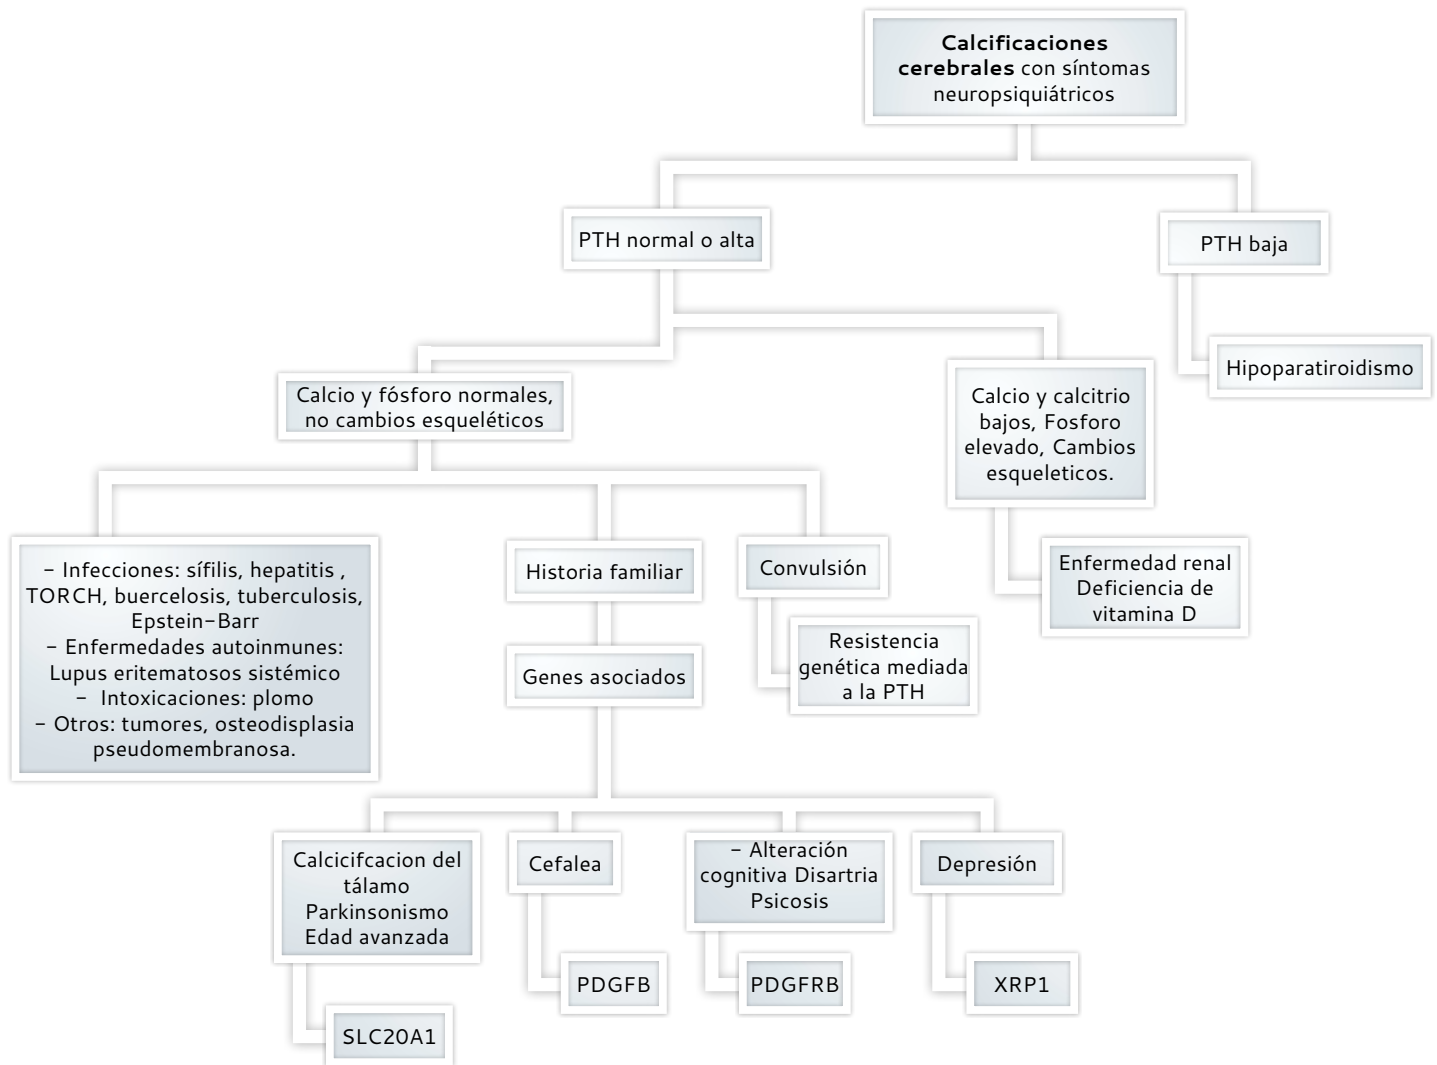 Calcificaciones
cerebrales con síntomas
neuropsiquiátricos
PTH normal o alta
PTH baja
Hipoparatiroidismo
Calcio y fósforo normales,
no cambios esqueléticos
Calcio y calcitrio
bajos, Fosforo
elevado, Cambios
esqueleticos.
- Infecciones: sífilis, hepatitis ,
TORCH, buercelosis, tuberculosis,
Epstein-Barr
- Enfermedades autoinmunes:
Lupus eritematosos sistémico
- Intoxicaciones: plomo
- Otros: tumores, osteodisplasia
pseudomembranosa.
Historia familiar
Convulsión
Enfermedad renal
Deficiencia de
vitamina D
Resistencia
genética mediada
a la PTH
Genes asociados
Calcicifcacion del
tálamo
Parkinsonismo
Edad avanzada
Cefalea
- Alteración
cognitiva Disartria
Psicosis
Depresión
SLC20A1
PDGFB
PDGFRB
XRP1